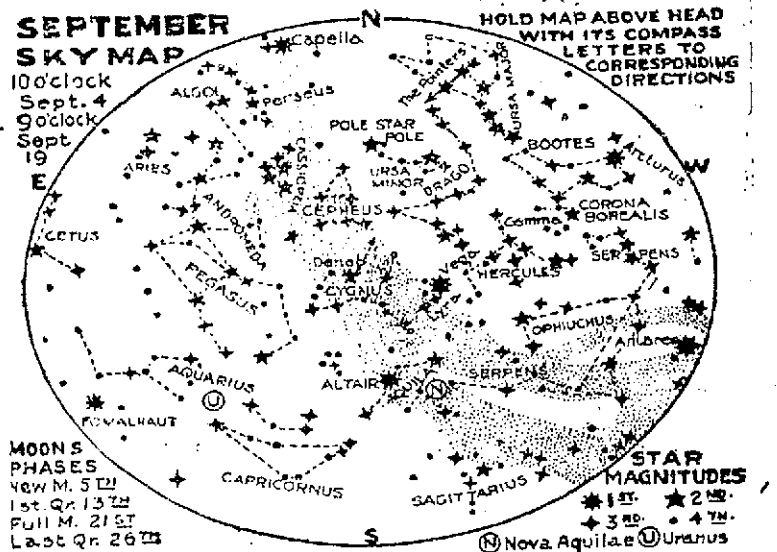 SEPTEMBER
SKY MAP
10 o'clock
Sept. 4
9 o'clock
Sept
19
HOLD MAP ABOVE HEAD
WITH ITS COMPASS
LETTERS TO
CORRESPONDING
DIRECTIONS
N
Capella
The Pointers
URSA MAJOR
ALGOL
Perseus
POLE STAR
POLE
BOOTES
Arcturus
ARIES
CASSIOPEIA
URSA
MINOR
DRACO
W
E
ANDROMEDA
CEPHEUS
Gemma
CORONA
BOREALIS
CETUS
PEGASUS
Deneb
CYGNUS
Vega
Lyra
HERCULES
SERPENS
OPHIUCHUS
Antares
AQUARIUS
U
ALTAIR
N
SERPENS
FOMALHAUT
CAPRICORNUS
SAGITTARIUS
S
MOONS
PHASES
New M. 5TH
1st. Qr. 13TH
Full M. 21ST
Last Qr. 26TH
STAR
MAGNITUDES
1ST. 2ND.
3RD. 4TH.
N Nova Aquilae U Uranus